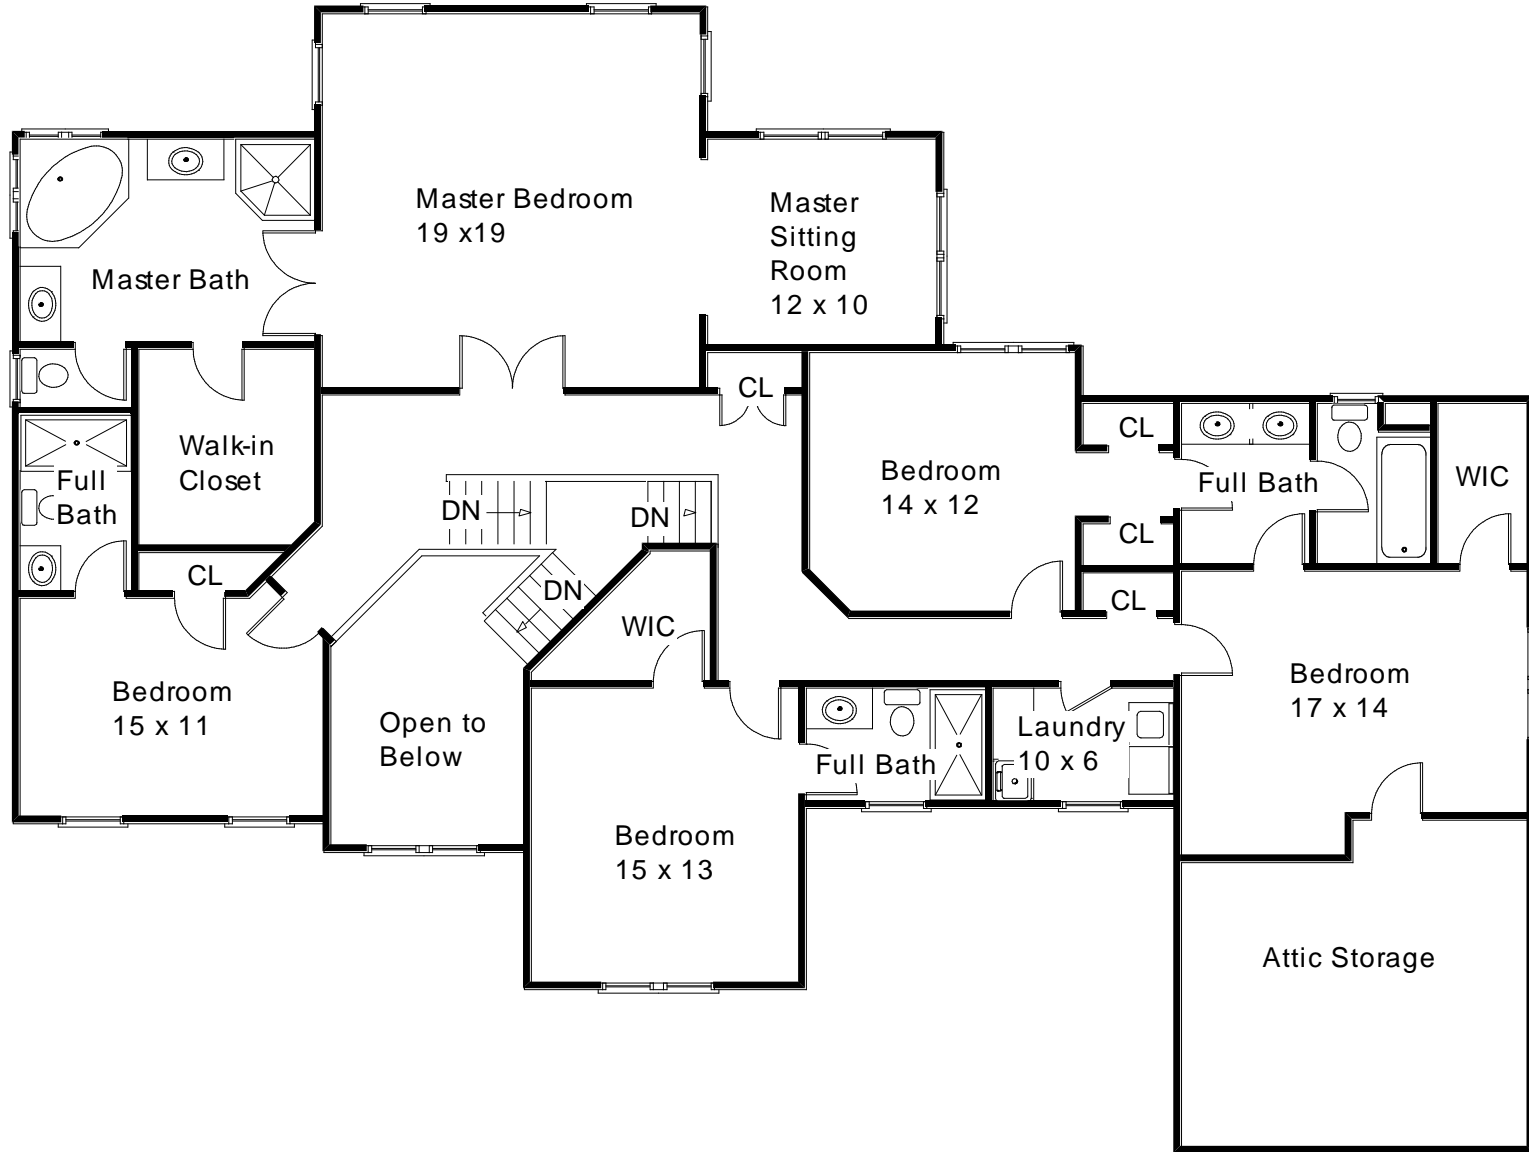 Master Bedroom
19 x19
Master
Sitting
Room
12 x 10
Master Bath
CL
Walk-in
Closet
Full
Bath
CL
Bedroom
14 x 12
CL
Full Bath
WIC
CL
DN
DN
DN
CL
WIC
Bedroom
15 x 11
Open to
Below
Bedroom
15 x 13
Full Bath
Laundry
10 x 6
Bedroom
17 x 14
Attic Storage